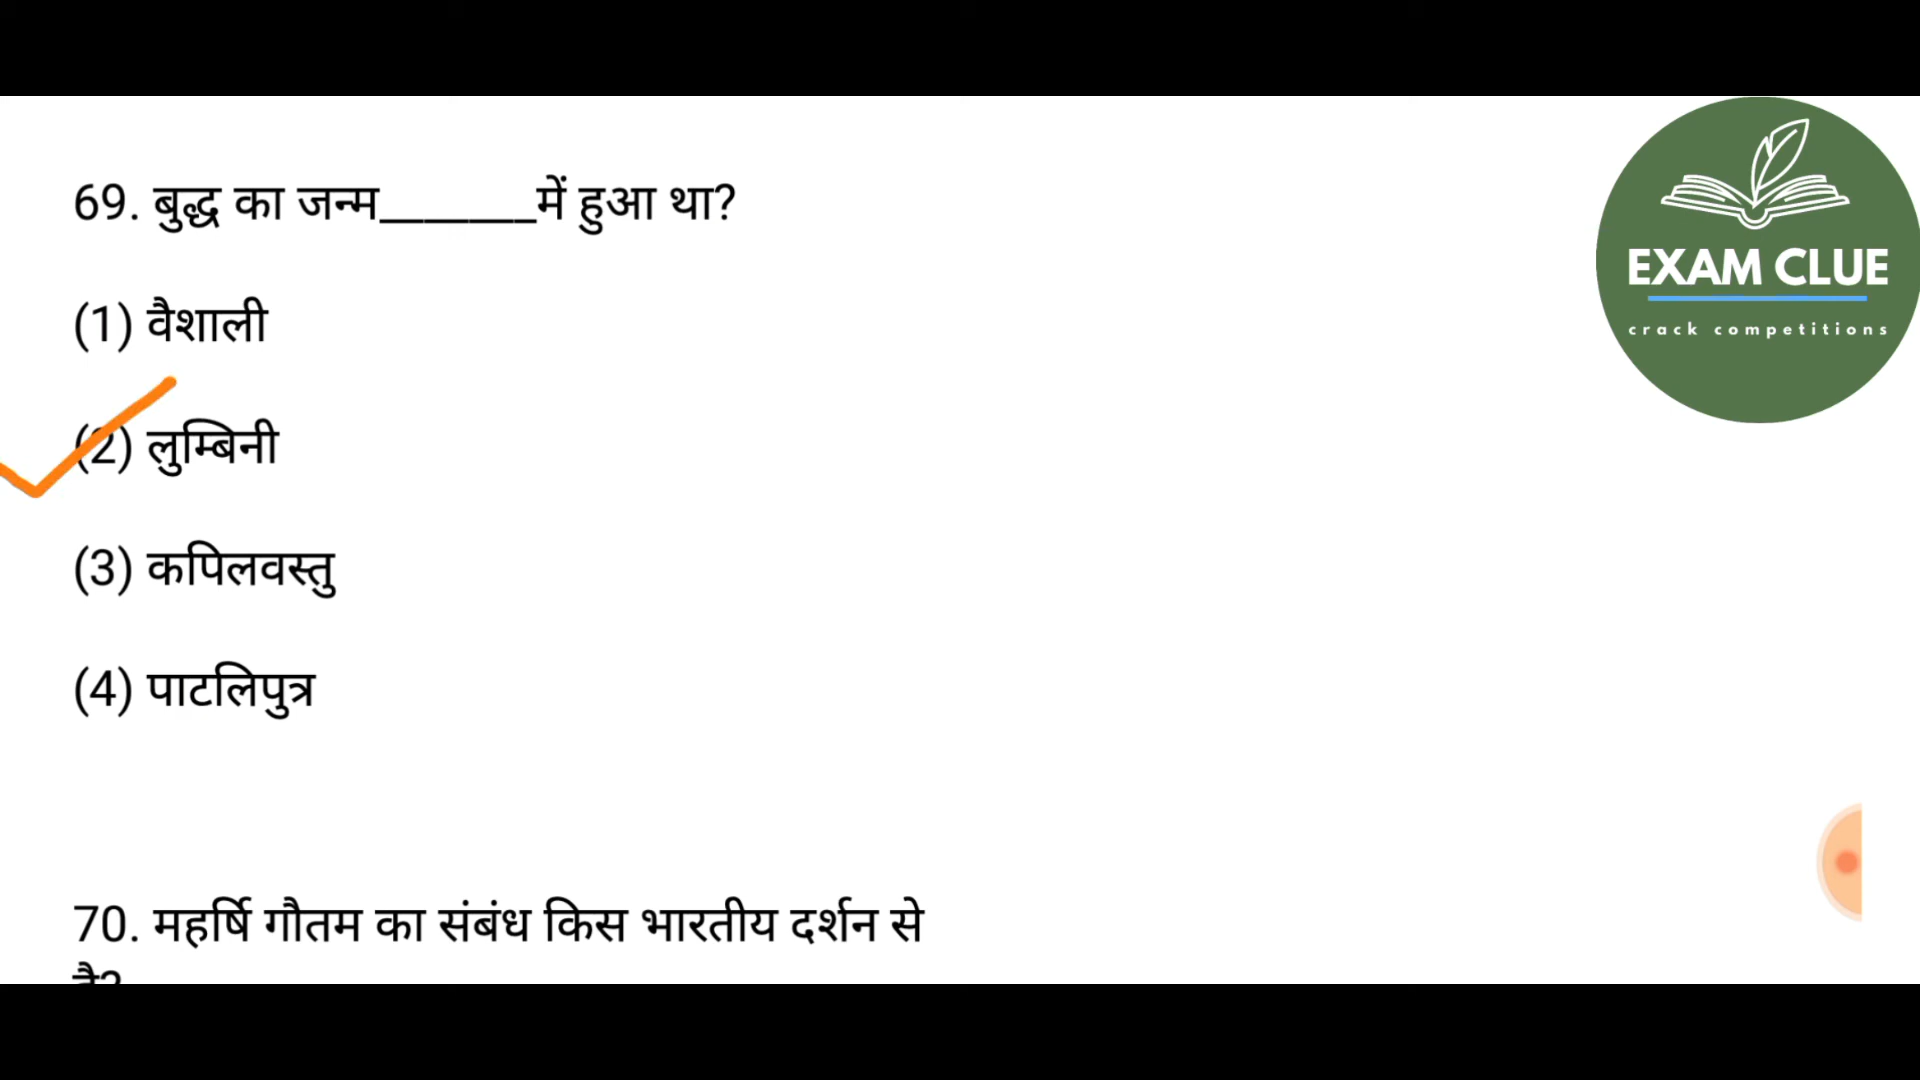 69. बुद्ध का जन्म_______में हुआ था?
EXAM CLUE
crack competitions
(1) वैशाली
(2) लुम्बिनी
(3) कपिलवस्तु
(4) पाटलिपुत्र
70. महर्षि गौतम का संबंध किस भारतीय दर्शन से